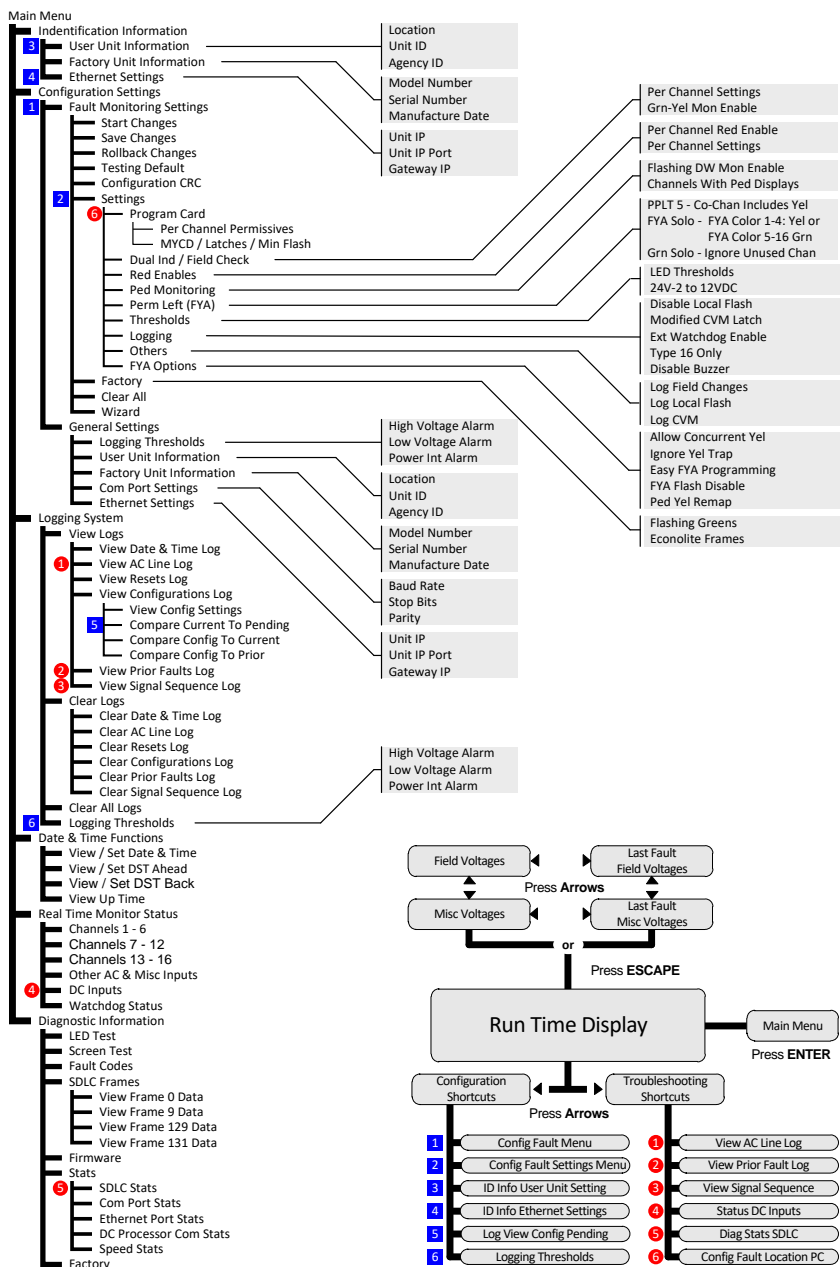 Main Menu
Indentification Information
3
User Unit Information
Factory Unit Information
4
Ethernet Settings
Configuration Settings
1
Fault Monitoring Settings
Start Changes
Save Changes
Rollback Changes
Testing Default
Configuration CRC
2
Settings
6
Program Card
Per Channel Permissives
MYCD / Latches / Min Flash
Dual Ind / Field Check
Red Enables
Ped Monitoring
Perm Left (FYA)
Thresholds
Logging
Others
FYA Options
Factory
Clear All
Wizard
General Settings
Logging Thresholds
User Unit Information
Factory Unit Information
Com Port Settings
Ethernet Settings
Logging System
View Logs
View Date & Time Log
1
View AC Line Log
View Resets Log
View Configurations Log
View Config Settings
5
Compare Current To Pending
Compare Config To Current
Compare Config To Prior
2
View Prior Faults Log
3
View Signal Sequence Log
Clear Logs
Clear Date & Time Log
Clear AC Line Log
Clear Resets Log
Clear Configurations Log
Clear Prior Faults Log
Clear Signal Sequence Log
Clear All Logs
6
Logging Thresholds
Date & Time Functions
View / Set Date & Time
View / Set DST Ahead
View / Set DST Back
View Up Time
Real Time Monitor Status
Channels 1 - 6
Channels 7 - 12
Channels 13 - 16
Other AC & Misc Inputs
4
DC Inputs
Watchdog Status
Diagnostic Information
LED Test
Screen Test
Fault Codes
SDLC Frames
View Frame 0 Data
View Frame 9 Data
View Frame 129 Data
View Frame 131 Data
Firmware
Stats
5
SDLC Stats
Com Port Stats
Ethernet Port Stats
DC Processor Com Stats
Speed Stats
Factory
Location
Unit ID
Agency ID
Model Number
Serial Number
Manufacture Date
Unit IP
Unit IP Port
Gateway IP
Per Channel Settings
Grn-Yel Mon Enable
Per Channel Red Enable
Per Channel Settings
Flashing DW Mon Enable
Channels With Ped Displays
PPLT 5 - Co-Chan Includes Yel
FYA Solo - FYA Color 1-4: Yel or
FYA Color 5-16 Grn
Grn Solo - Ignore Unused Chan
LED Thresholds
24V-2 to 12VDC
Disable Local Flash
Modified CVM Latch
Ext Watchdog Enable
Type 16 Only
Disable Buzzer
Log Field Changes
Log Local Flash
Log CVM
Allow Concurrent Yel
Ignore Yel Trap
Easy FYA Programming
FYA Flash Disable
Ped Yel Remap
Flashing Greens
Econolite Frames
High Voltage Alarm
Low Voltage Alarm
Power Int Alarm
Location
Unit ID
Agency ID
Model Number
Serial Number
Manufacture Date
Baud Rate
Stop Bits
Parity
Unit IP
Unit IP Port
Gateway IP
High Voltage Alarm
Low Voltage Alarm
Power Int Alarm
Field Voltages
Last Fault
Field Voltages
Press Arrows
Misc Voltages
Last Fault
Misc Voltages
or
Press ESCAPE
Run Time Display
Main Menu
Press ENTER
Configuration
Shortcuts
Troubleshooting
Shortcuts
Press Arrows
1 Config Fault Menu
2 Config Fault Settings Menu
3 ID Info User Unit Setting
4 ID Info Ethernet Settings
5 Log View Config Pending
6 Logging Thresholds
1 View AC Line Log
2 View Prior Fault Log
3 View Signal Sequence
4 Status DC Inputs
5 Diag Stats SDLC
6 Config Fault Location PC